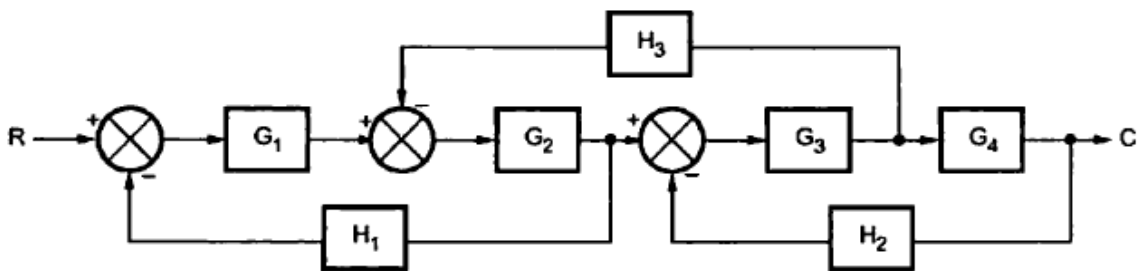 H3
R + − G1 + − G2 + − G3 G4 C
H1 H2